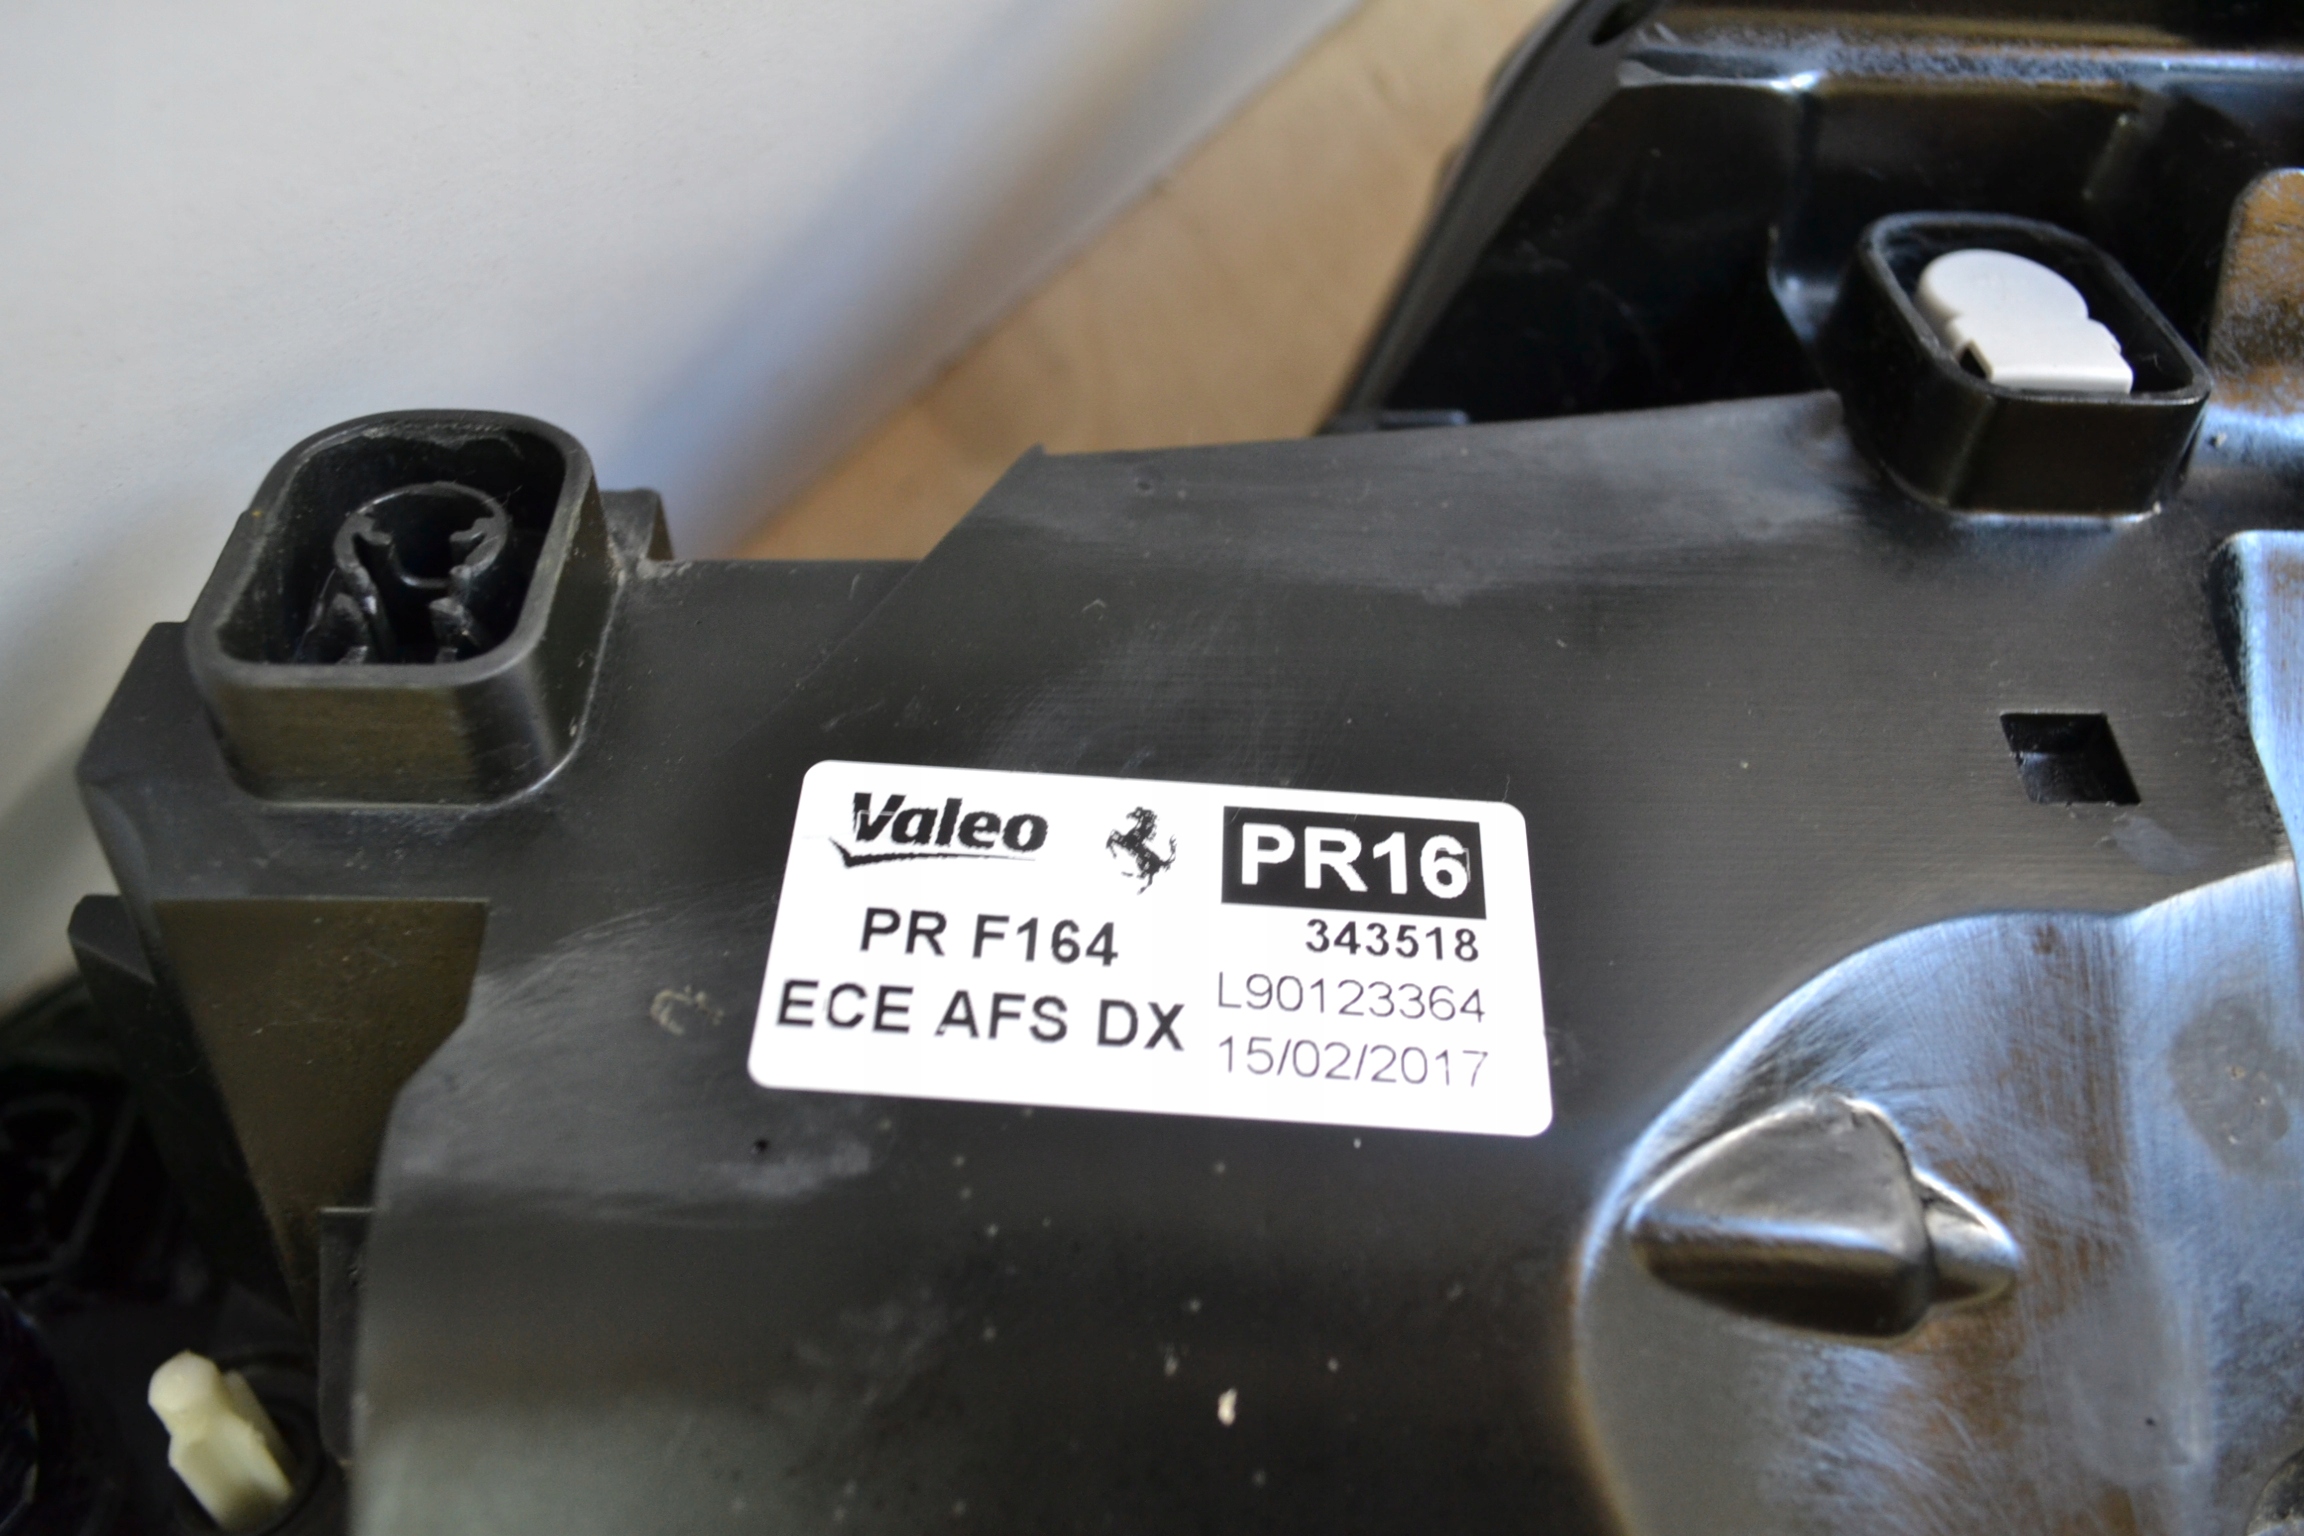 Valeo
PR16
PR F164
343518
ECE AFS DX
L90123364
15/02/2017